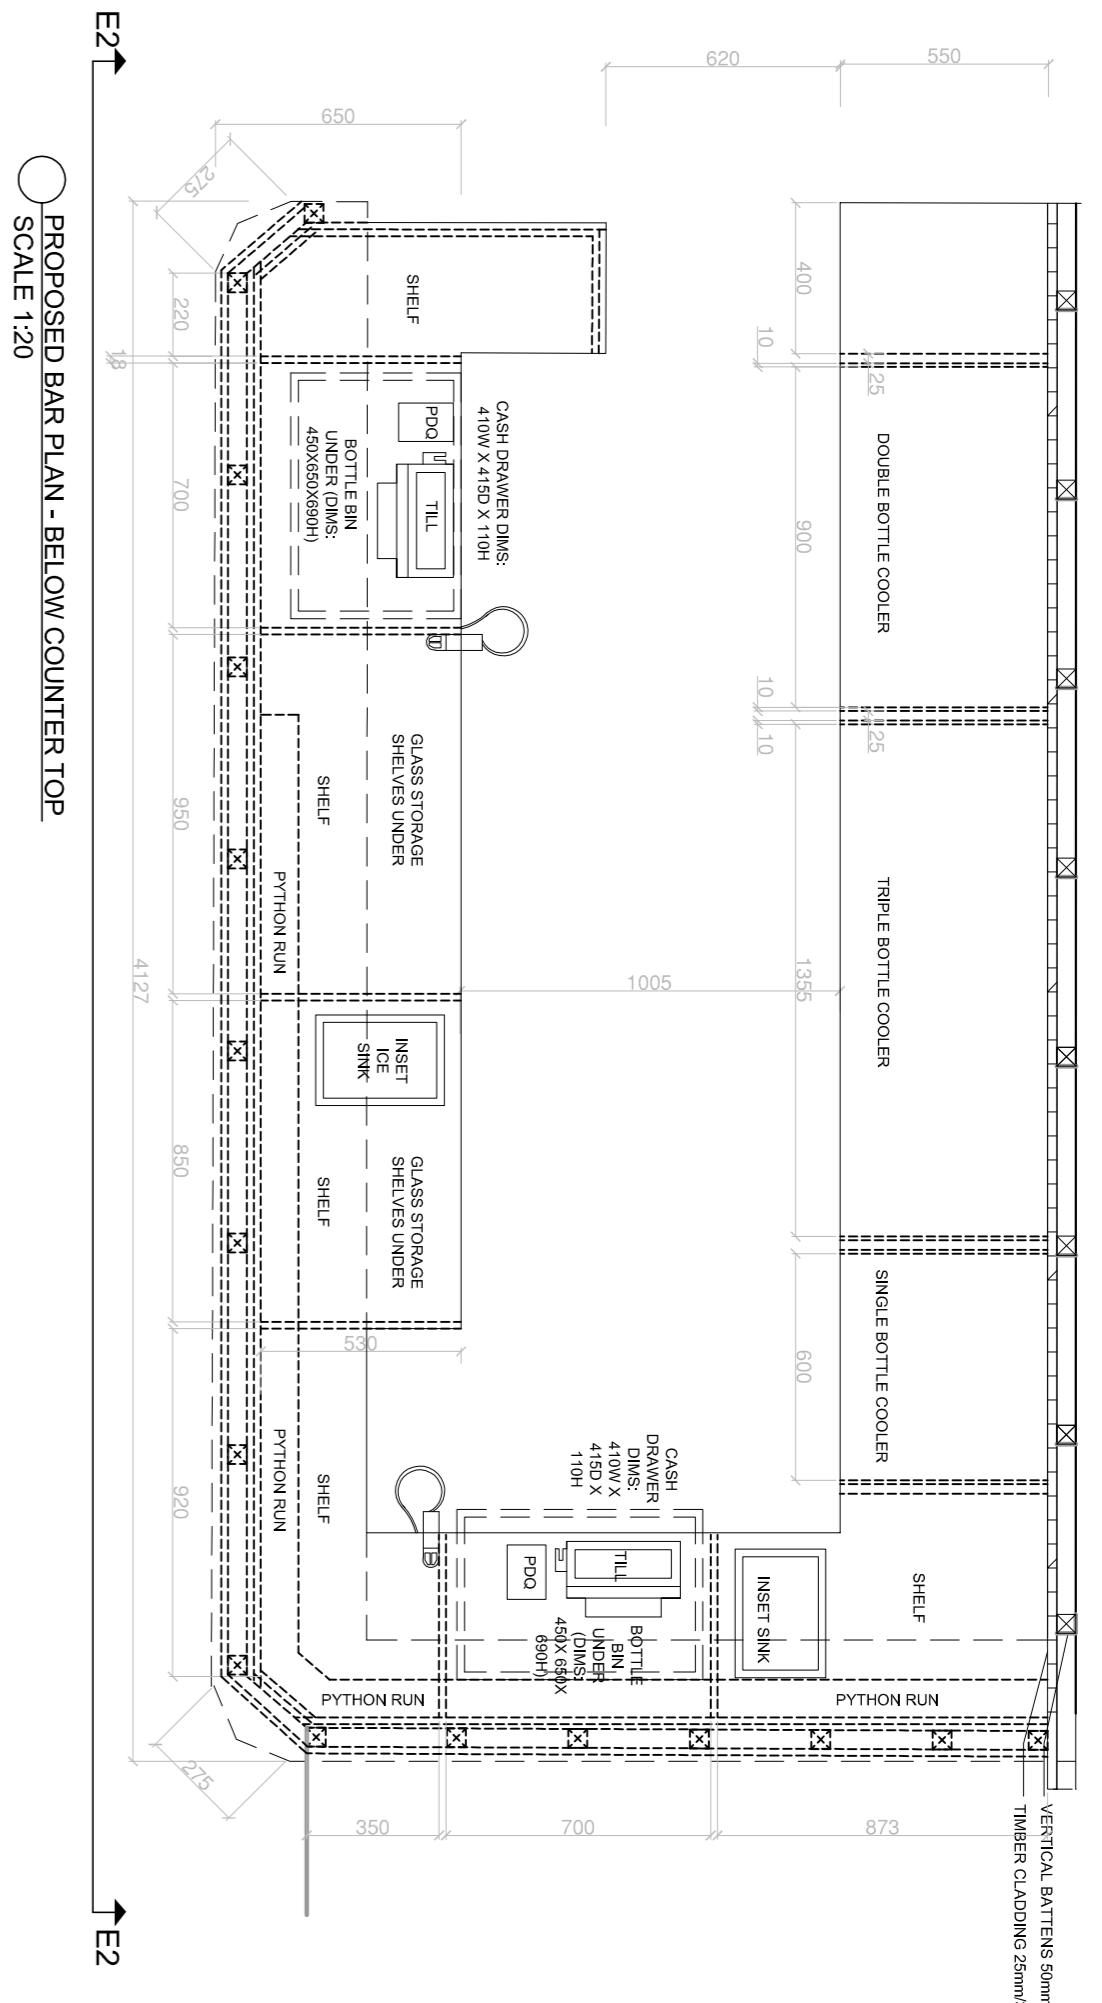 E2
620
550
650
275
PROPOSED BAR PLAN - BELOW COUNTER TOP
SCALE 1:20
400
SHELF
220
18
10
25
PDQ
CASH DRAWER DIMS:
410W X 415D X 110H
TILL
BOTTLE BIN
UNDER (DIMS:
450X650X690H)
700
900
DOUBLE BOTTLE COOLER
10
25
10
GLASS STORAGE
SHELVES UNDER
SHELF
950
PYTHON RUN
4127
1005
1355
TRIPLE BOTTLE COOLER
INSET
ICE
SINK
850
GLASS STORAGE
SHELVES UNDER
SHELF
530
600
SINGLE BOTTLE COOLER
920
PYTHON RUN
SHELF
CASH
DRAWER
DIMS:
410W X
415D X
110H
PDQ
TILL
BOTTLE
BIN
UNDER
(DIMS:
450X 650X
690H)
INSET SINK
SHELF
PYTHON RUN
PYTHON RUN
275
350
700
873
VERTICAL BATTENS 50mm
TIMBER CLADDING 25mm
E2